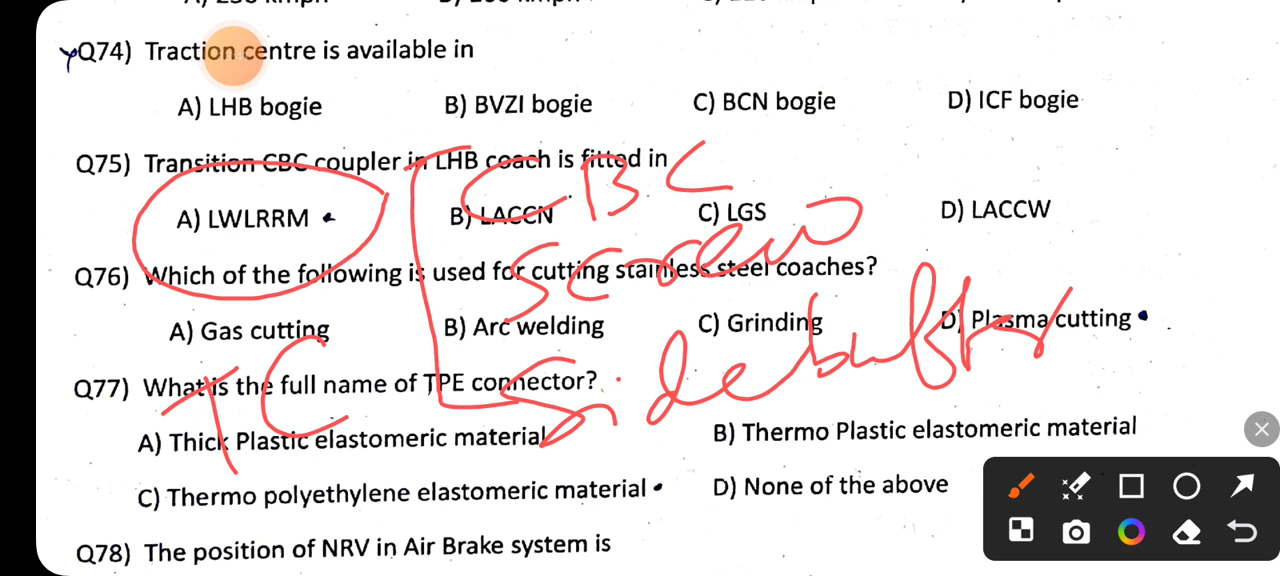 Q74) Traction centre is available in
A) LHB bogie B) BVZI bogie C) BCN bogie D) ICF bogie
Q75) Transition CBC coupler in LHB coach is fitted in
CBC
A) LWLRRM B) LACCN C) LGS D) LACCW
Screw
Q76) Which of the following is used for cutting stainless steel coaches?
A) Gas cutting B) Arc welding C) Grinding D) Plasma cutting
Side buffer
TC
Q77) What is the full name of TPE connector?
A) Thick Plastic elastomeric material B) Thermo Plastic elastomeric material
C) Thermo polyethylene elastomeric material D) None of the above
Q78) The position of NRV in Air Brake system is